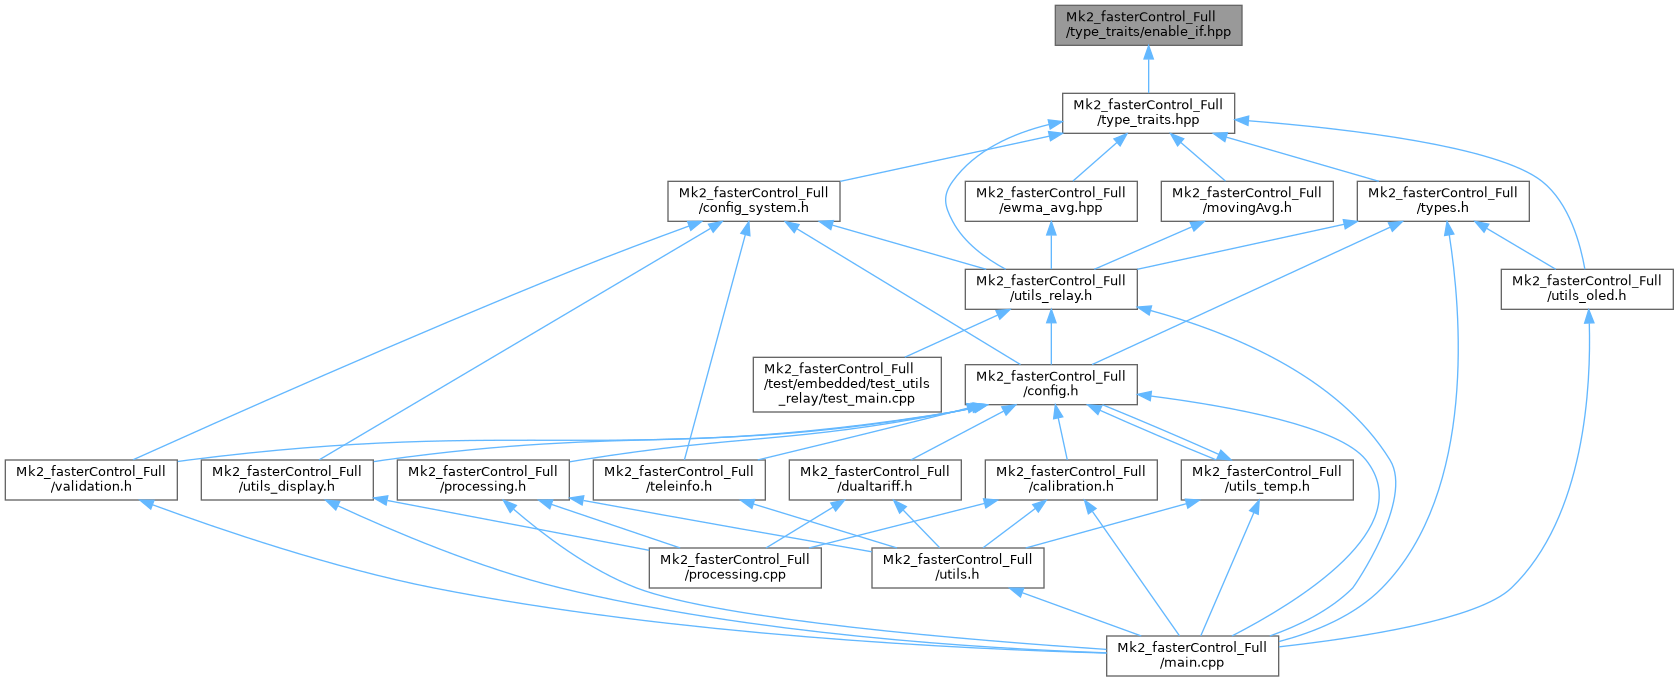 Mk2_fasterControl_Full
/type_traits/enable_if.hpp
Mk2_fasterControl_Full
/type_traits.hpp
Mk2_fasterControl_Full
/config_system.h
Mk2_fasterControl_Full
/ewma_avg.hpp
Mk2_fasterControl_Full
/movingAvg.h
Mk2_fasterControl_Full
/types.h
Mk2_fasterControl_Full
/utils_relay.h
Mk2_fasterControl_Full
/utils_oled.h
Mk2_fasterControl_Full
/test/embedded/test_utils
_relay/test_main.cpp
Mk2_fasterControl_Full
/config.h
Mk2_fasterControl_Full
/validation.h
Mk2_fasterControl_Full
/utils_display.h
Mk2_fasterControl_Full
/processing.h
Mk2_fasterControl_Full
/teleinfo.h
Mk2_fasterControl_Full
/dualtariff.h
Mk2_fasterControl_Full
/calibration.h
Mk2_fasterControl_Full
/utils_temp.h
Mk2_fasterControl_Full
/processing.cpp
Mk2_fasterControl_Full
/utils.h
Mk2_fasterControl_Full
/main.cpp